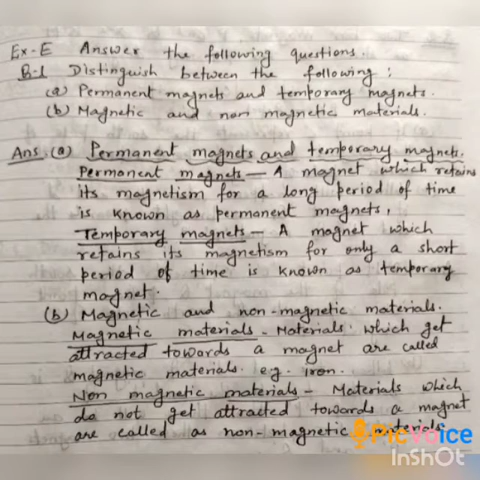 Ex-E Answer the following questions.
Q-1 Distinguish between the following :
(a) Permanent magnets and temporary magnets.
(b) Magnetic and non magnetic materials.
Ans. (a) Permanent magnets and temporary magnets.
Permanent magnets – A magnet which retains
its magnetism for a long period of time
is known as permanent magnets,
Temporary magnets – A magnet which
retains its magnetism for only a short
period of time is known as temporary
magnet.
(b) Magnetic and non-magnetic materials.
Magnetic materials - Materials which get
attracted towards a magnet are called
magnetic materials e.g. iron.
Non magnetic materials – Materials which
do not get attracted towards a magnet
are called as non-magnetic materials.
PicVoice
InShOt